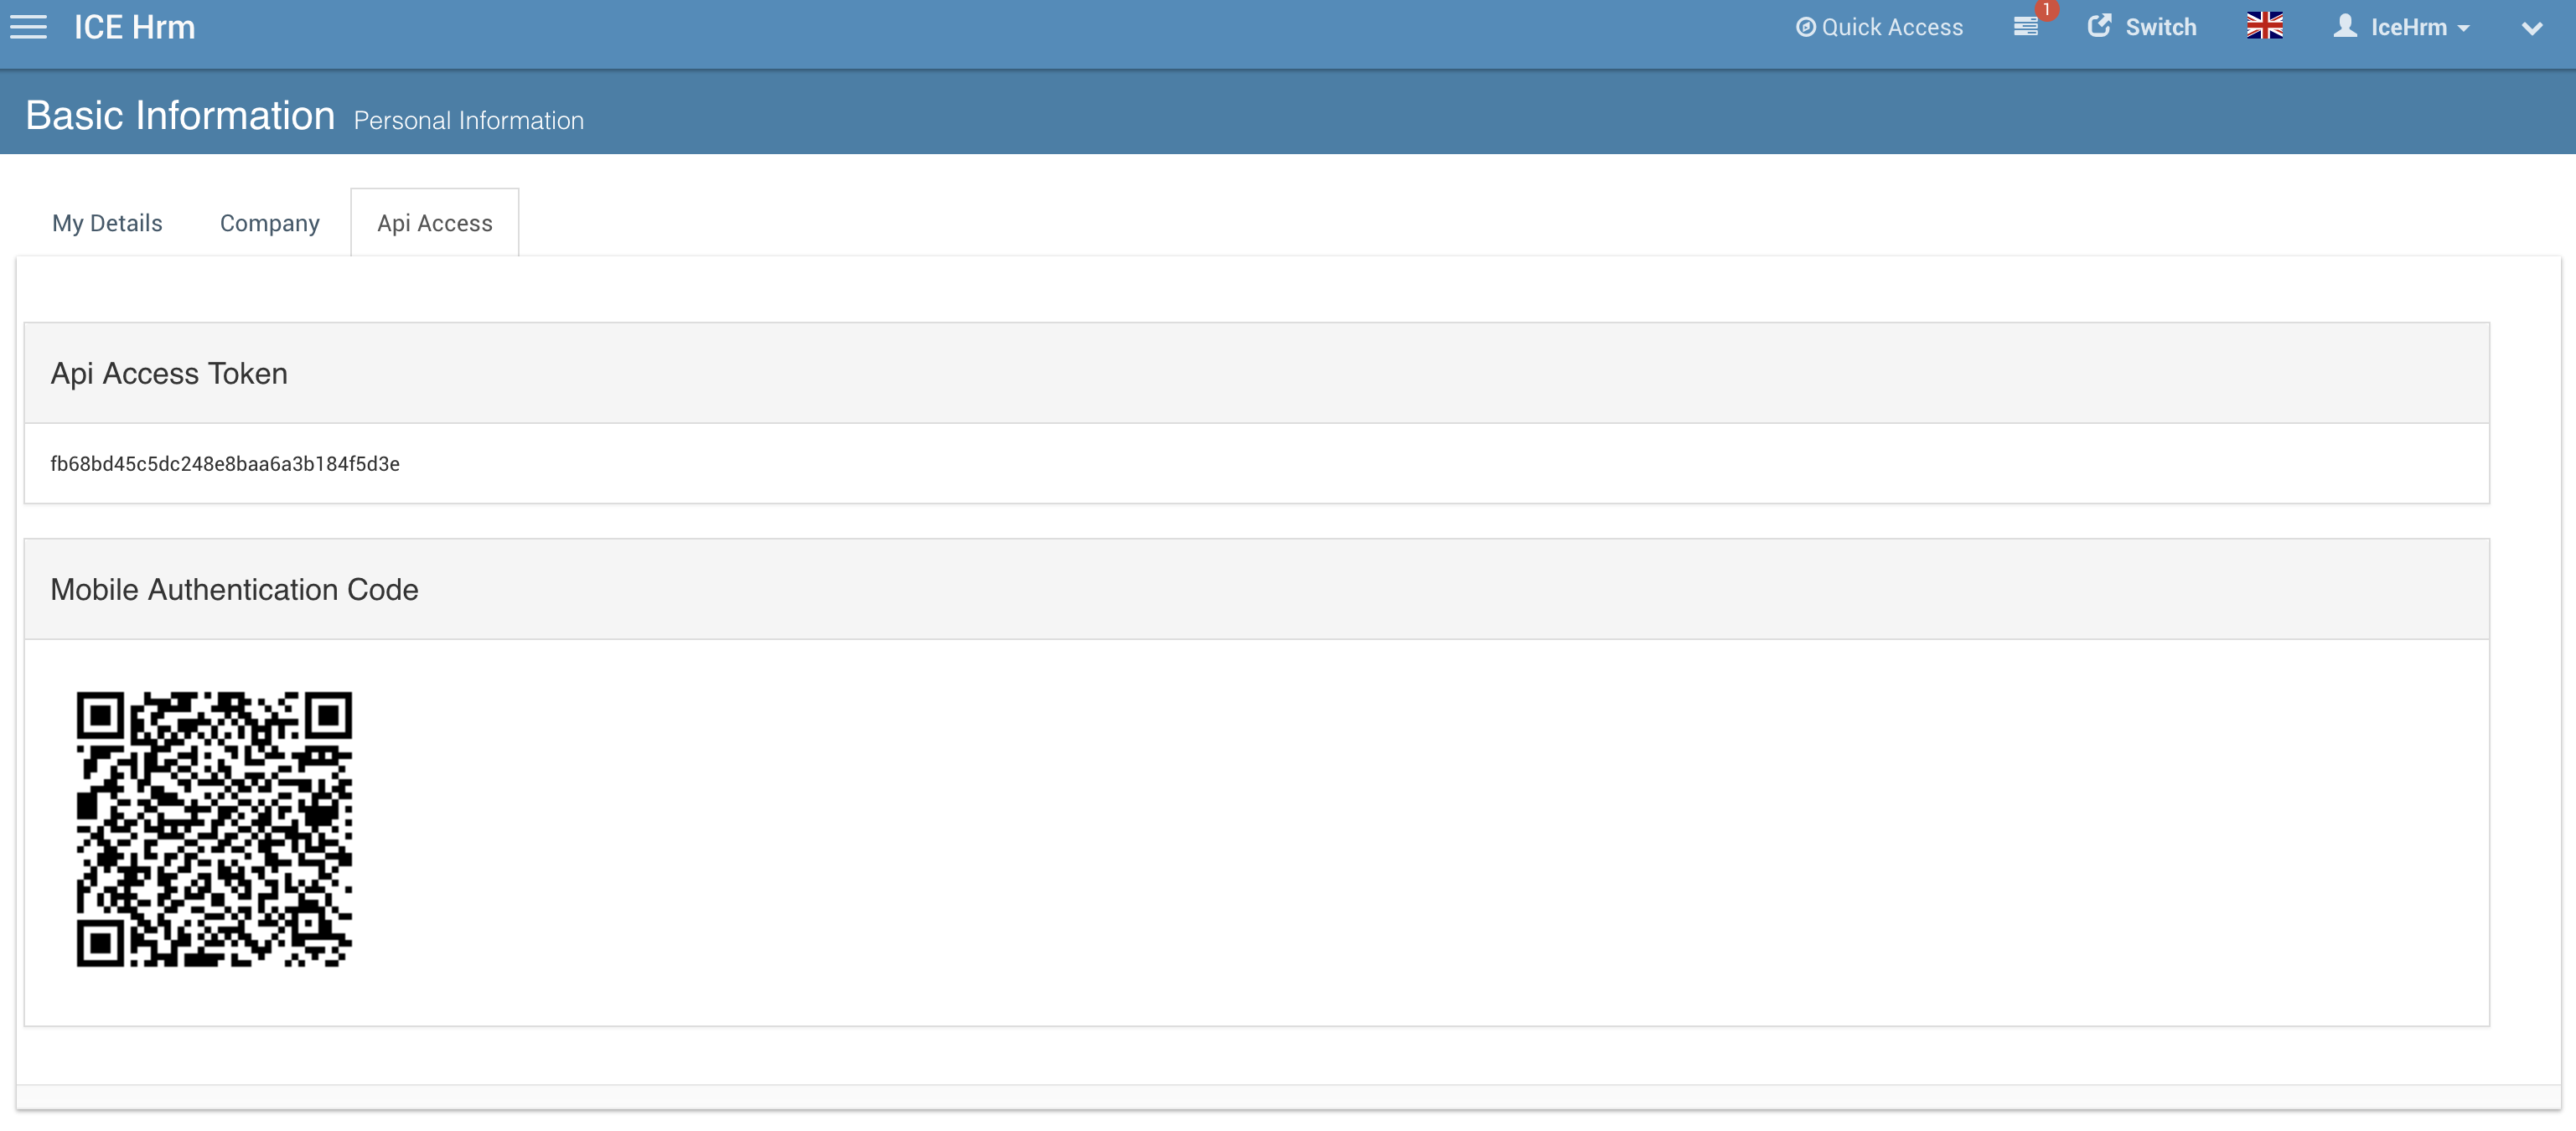 ICE Hrm
Quick Access
1
Switch
IceHrm
Basic Information Personal Information
My Details
Company
Api Access
Api Access Token
fb68bd45c5dc248e8baa6a3b184f5d3e
Mobile Authentication Code